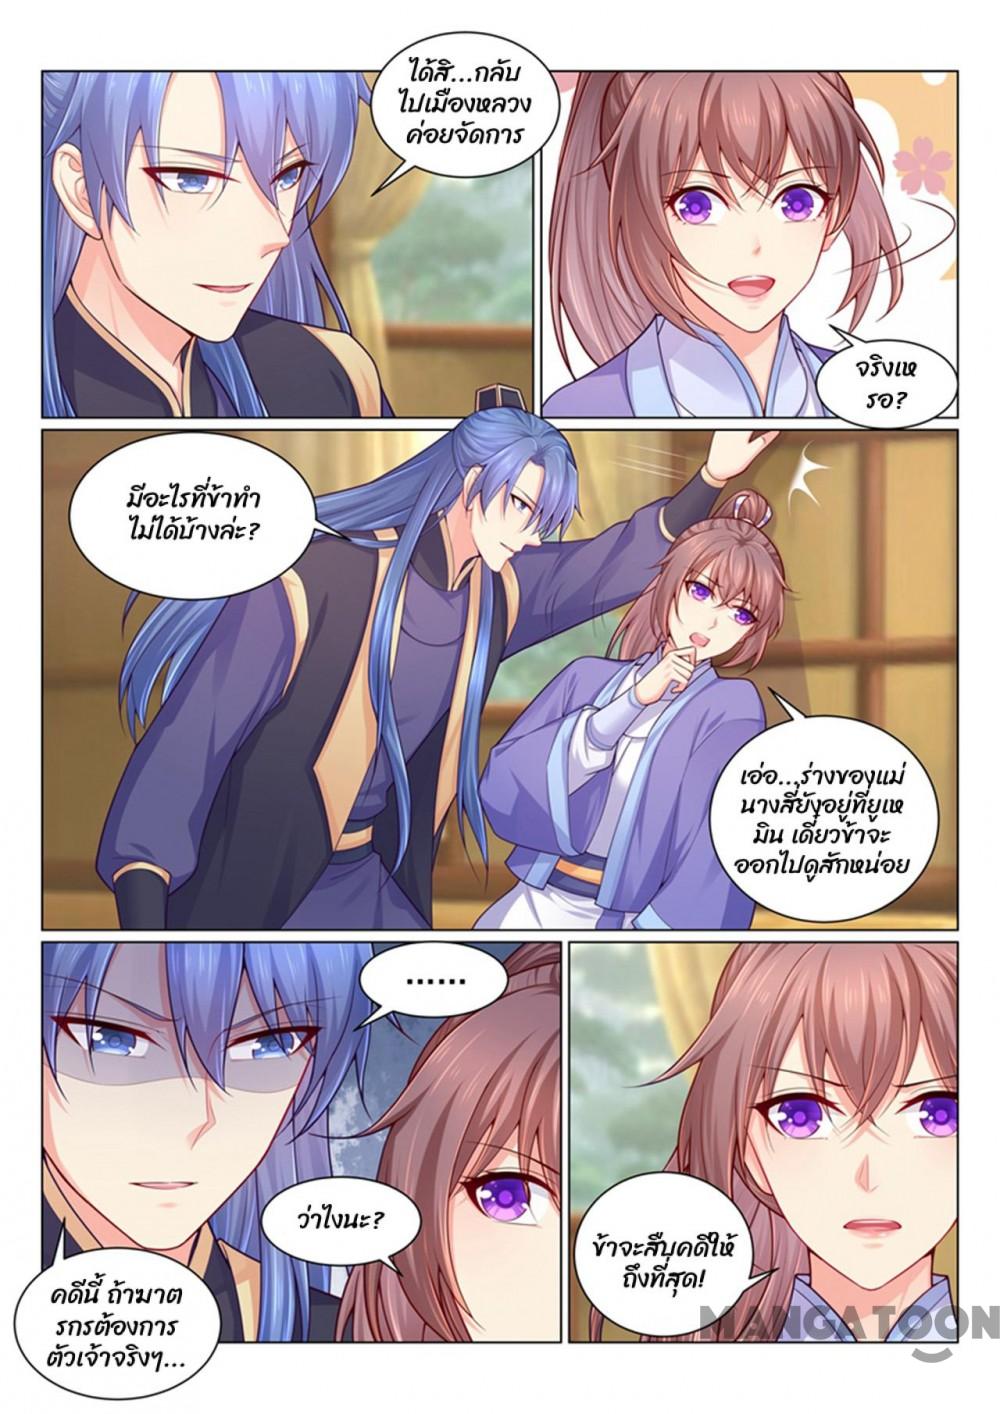 ได้สิ...กลับ
ไปเมืองหลวง
ค่อยจัดการ
จริงเห
รอ?
มีอะไรที่ข้าทำ
ไม่ได้บ้างล่ะ?
เอ่อ...ร่างของแม่
นางสี่ยังอยู่ที่ยูเห
มิน เดี๋ยวข้าจะ
ออกไปดูสักหน่อย
......
ว่าไงนะ?
คดีนี้ ถ้าฆาต
รกรต้องการ
ตัวเจ้าจริงๆ...
ข้าจะสืบคดีให้
ถึงที่สุด!
MANGATOON